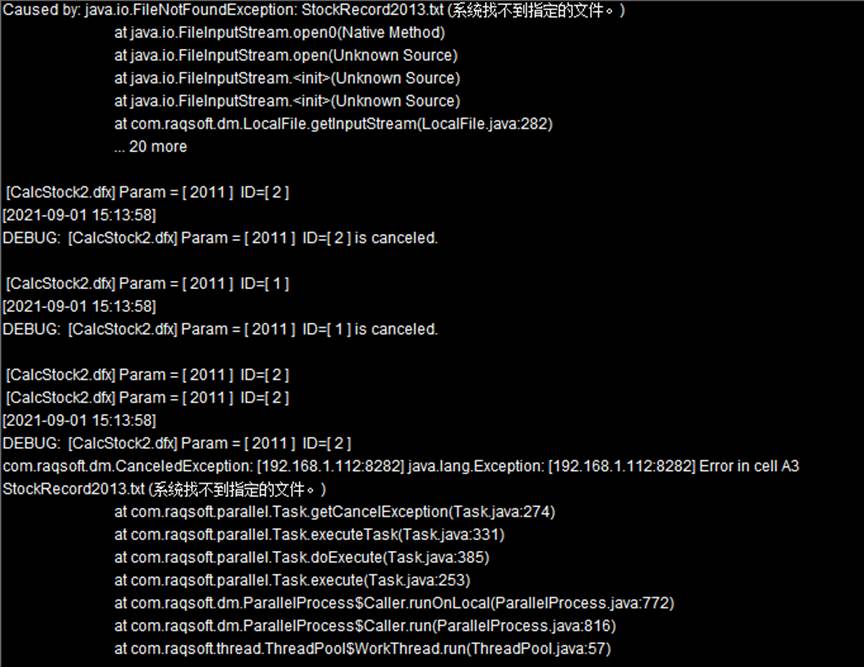 Caused by: java.io.FileNotFoundException: StockRecord2013.txt (系统找不到指定的文件。)
at java.io.FileInputStream.open0(Native Method)
at java.io.FileInputStream.open(Unknown Source)
at java.io.FileInputStream.<init>(Unknown Source)
at java.io.FileInputStream.<init>(Unknown Source)
at com.raqsoft.dm.LocalFile.getInputStream(LocalFile.java:282)
... 20 more
[CalcStock2.dfx] Param = [ 2011 ]  ID=[ 2 ]
[2021-09-01 15:13:58]
DEBUG:  [CalcStock2.dfx] Param = [ 2011 ]  ID=[ 2 ] is canceled.
[CalcStock2.dfx] Param = [ 2011 ]  ID=[ 1 ]
[2021-09-01 15:13:58]
DEBUG:  [CalcStock2.dfx] Param = [ 2011 ]  ID=[ 1 ] is canceled.
[CalcStock2.dfx] Param = [ 2011 ]  ID=[ 2 ]
[CalcStock2.dfx] Param = [ 2011 ]  ID=[ 2 ]
[2021-09-01 15:13:58]
DEBUG:  [CalcStock2.dfx] Param = [ 2011 ]  ID=[ 2 ]
com.raqsoft.dm.CanceledException: [192.168.1.112:8282] java.lang.Exception: [192.168.1.112:8282] Error in cell A3
StockRecord2013.txt (系统找不到指定的文件。)
at com.raqsoft.parallel.Task.getCancelException(Task.java:274)
at com.raqsoft.parallel.Task.executeTask(Task.java:331)
at com.raqsoft.parallel.Task.doExecute(Task.java:385)
at com.raqsoft.parallel.Task.execute(Task.java:253)
at com.raqsoft.dm.ParallelProcess$Caller.runOnLocal(ParallelProcess.java:772)
at com.raqsoft.dm.ParallelProcess$Caller.run(ParallelProcess.java:816)
at com.raqsoft.thread.ThreadPool$WorkThread.run(ThreadPool.java:57)